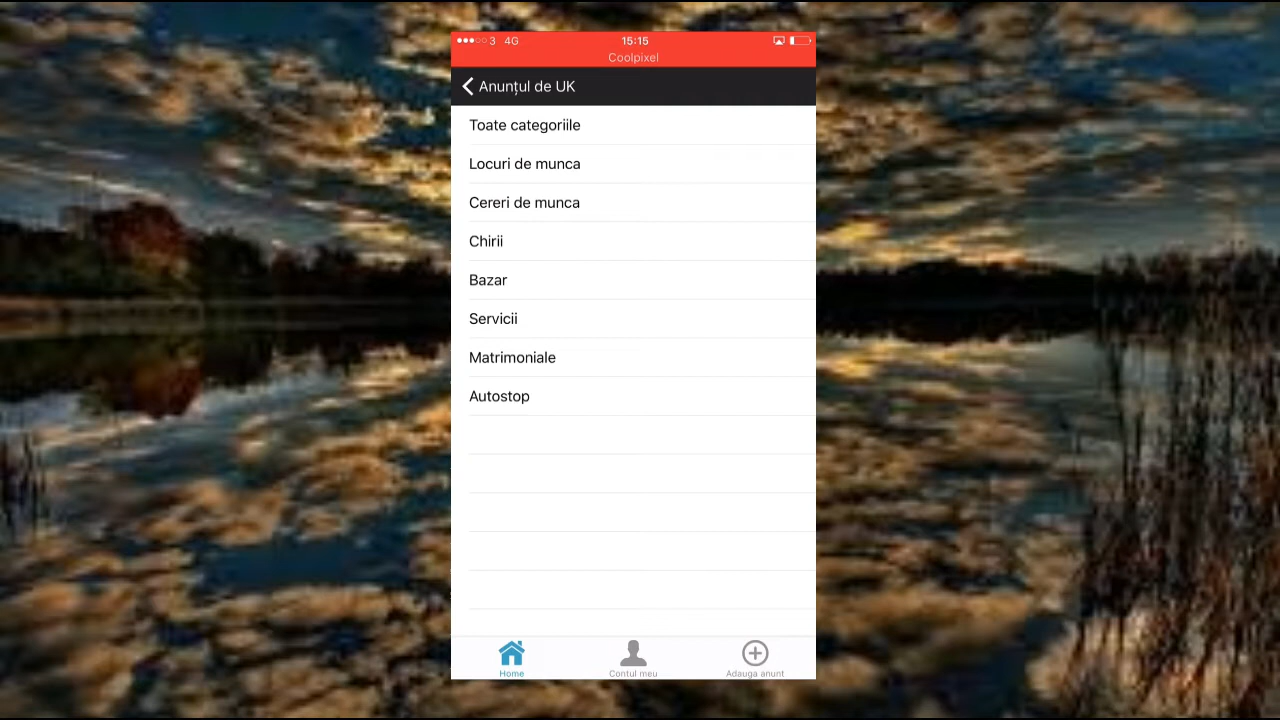 3 4G 15:15
Coolpixel
Anunțul de UK
Toate categoriile
Locuri de munca
Cereri de munca
Chirii
Bazar
Servicii
Matrimoniale
Autostop
Home Contul meu Adauga anunt